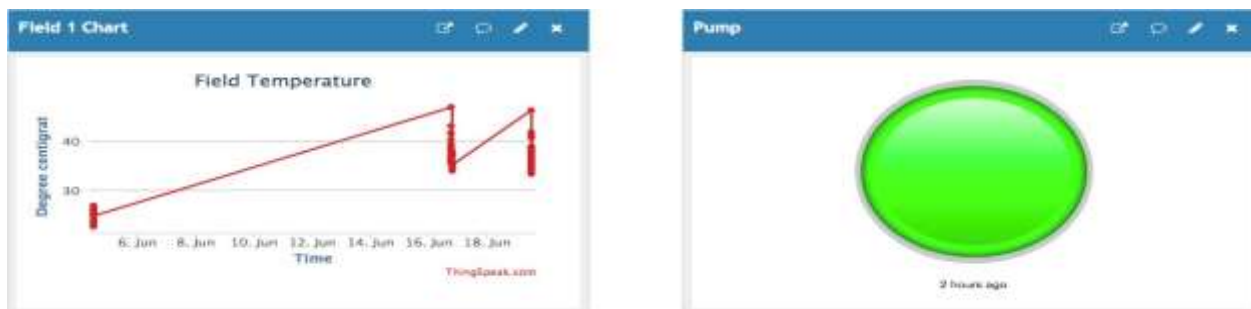 Field 1 Chart
Field Temperature
Degree centigrat
40
30
6. Jun 8. Jun 10. Jun 12. Jun 14. Jun 16. Jun 18. Jun
Time
ThingSpeak.com
Pump
2 hours ago